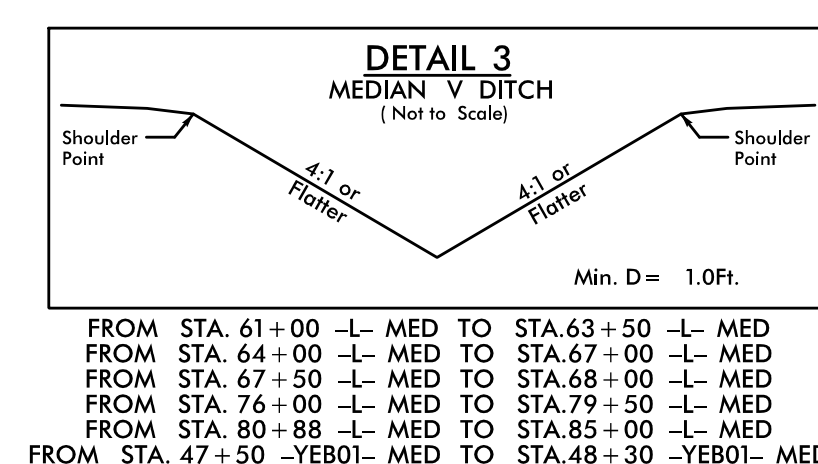 DETAIL 3
MEDIAN V DITCH
( Not to Scale)
Shoulder
Point
Shoulder
Point
4:1 or
Flatter
4:1 or
Flatter
Min. D = 1.0Ft.
FROM STA. 61+00 -L- MED TO STA.63+50 -L- MED
FROM STA. 64+00 -L- MED TO STA.67+00 -L- MED
FROM STA. 67+50 -L- MED TO STA.68+00 -L- MED
FROM STA. 76+00 -L- MED TO STA.79+50 -L- MED
FROM STA. 80+88 -L- MED TO STA.85+00 -L- MED
FROM STA. 47+50 -YEB01- MED TO STA.48+30 -YEB01- MED